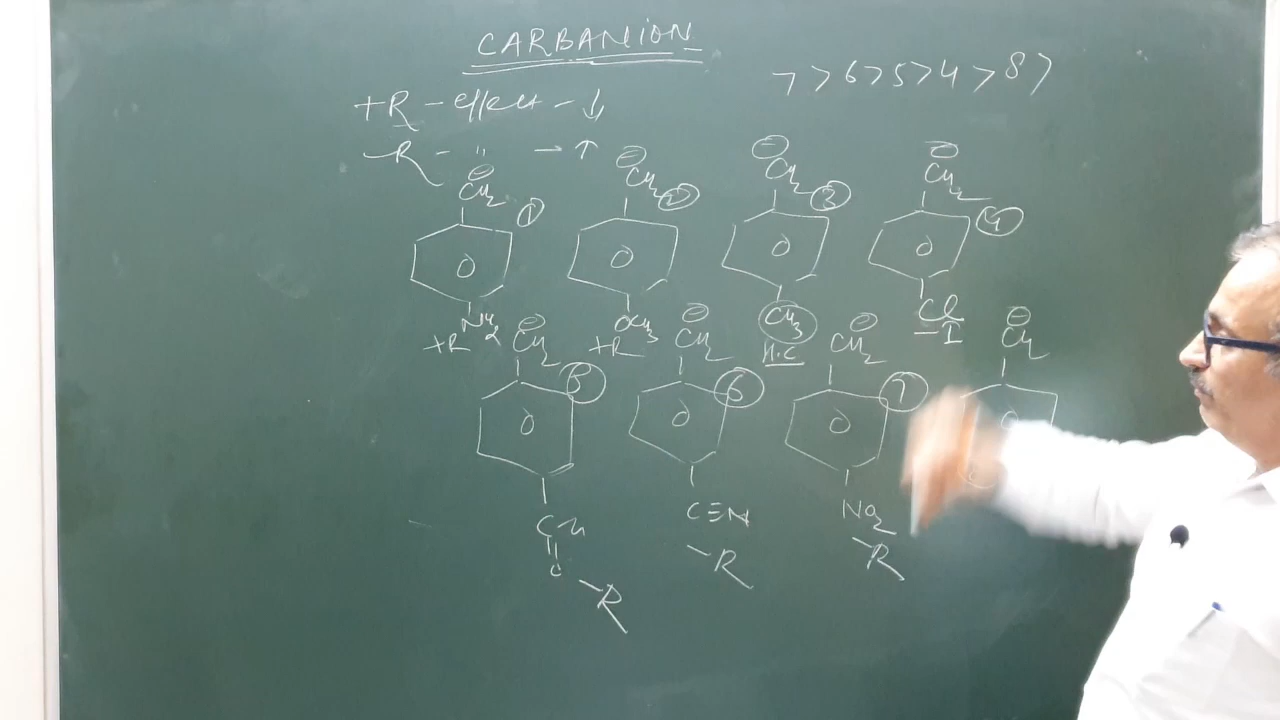 CARBANION
7 > 6 > 5 > 4 > 8 >
+R - effect - ↓
-R - " → ↑
⊖ CH₂ ⊖ CH₂ ⊖ CH₂ ⊖ CH₂
① ② ③ ④
NH₂ OCH₃ CH₃ Cl
+R +R H.C -I
⊖ CH₂ ⊖ CH₂ ⊖ CH₂ ⊖ CH₂
⑤ ⑥ ⑦
C-H C≡N NO₂
O
-R -R -R